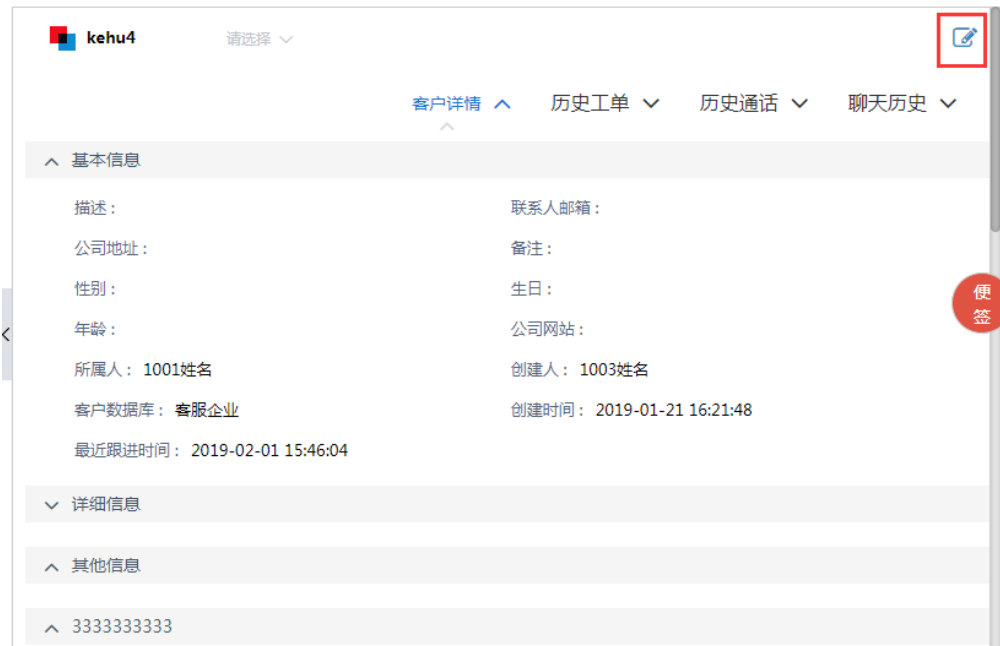 kehu4 请选择
客户详情 历史工单 历史通话 聊天历史
基本信息
描述： 联系人邮箱：
公司地址： 备注：
性别： 生日：
年龄： 公司网站：
所属人： 1001姓名 创建人： 1003姓名
客户数据库： 客服企业 创建时间： 2019-01-21 16:21:48
最近跟进时间： 2019-02-01 15:46:04
便签
详细信息
其他信息
3333333333